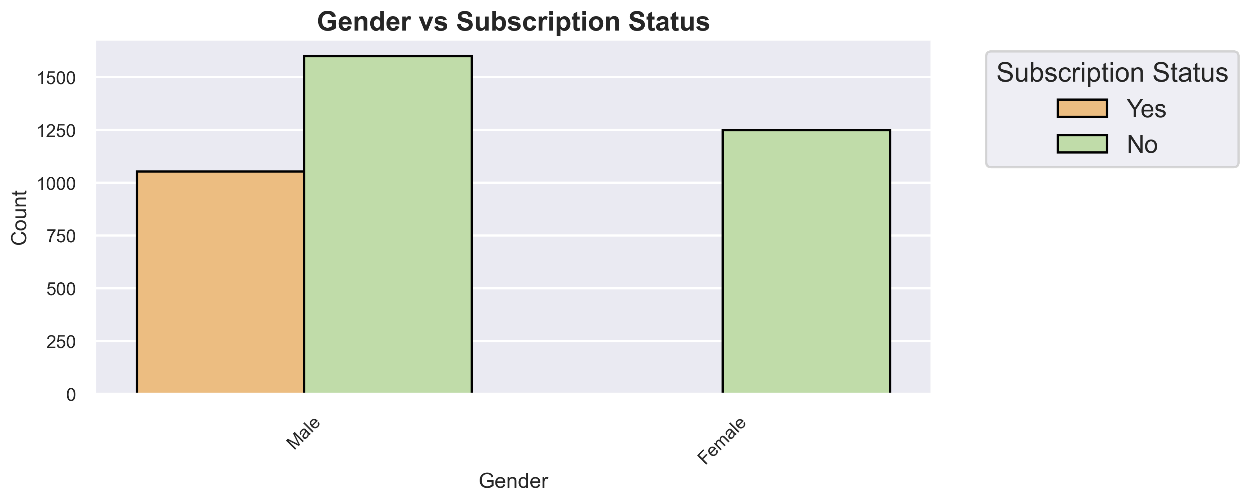 Gender vs Subscription Status
Subscription Status
Yes
No
Count
1500
1250
1000
750
500
250
0
Male
Female
Gender